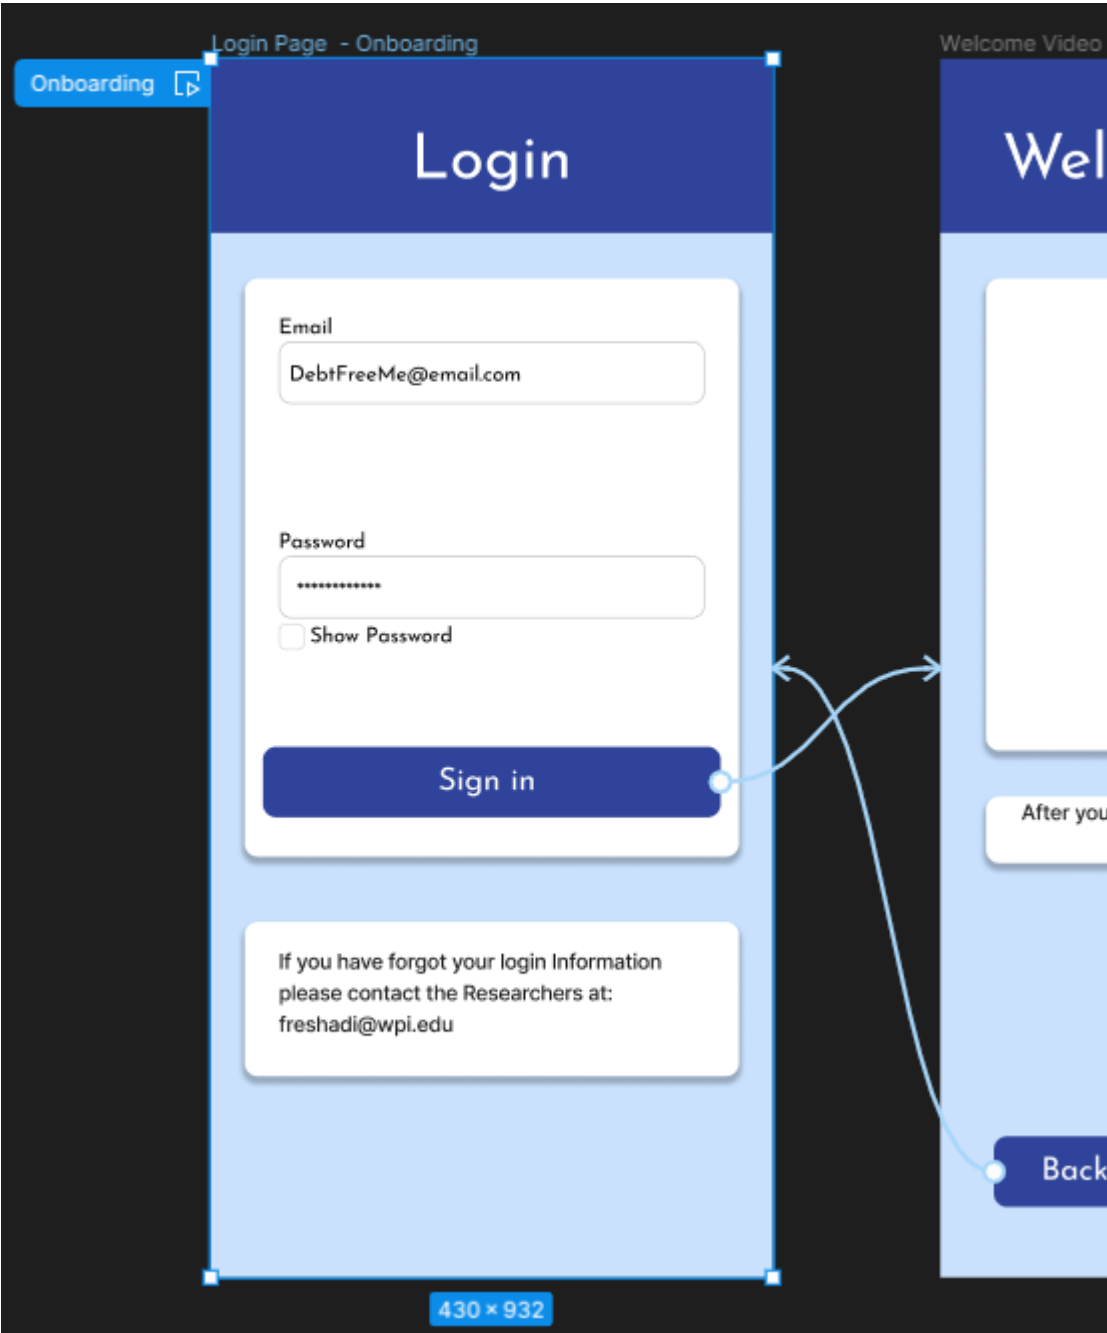 Login Page - Onboarding
Welcome Video
Onboarding
Login
Wel
Email
DebtFreeMe@email.com
Password
************
Show Password
Sign in
After you
If you have forgot your login Information
please contact the Researchers at:
freshadi@wpi.edu
Back
430 × 932